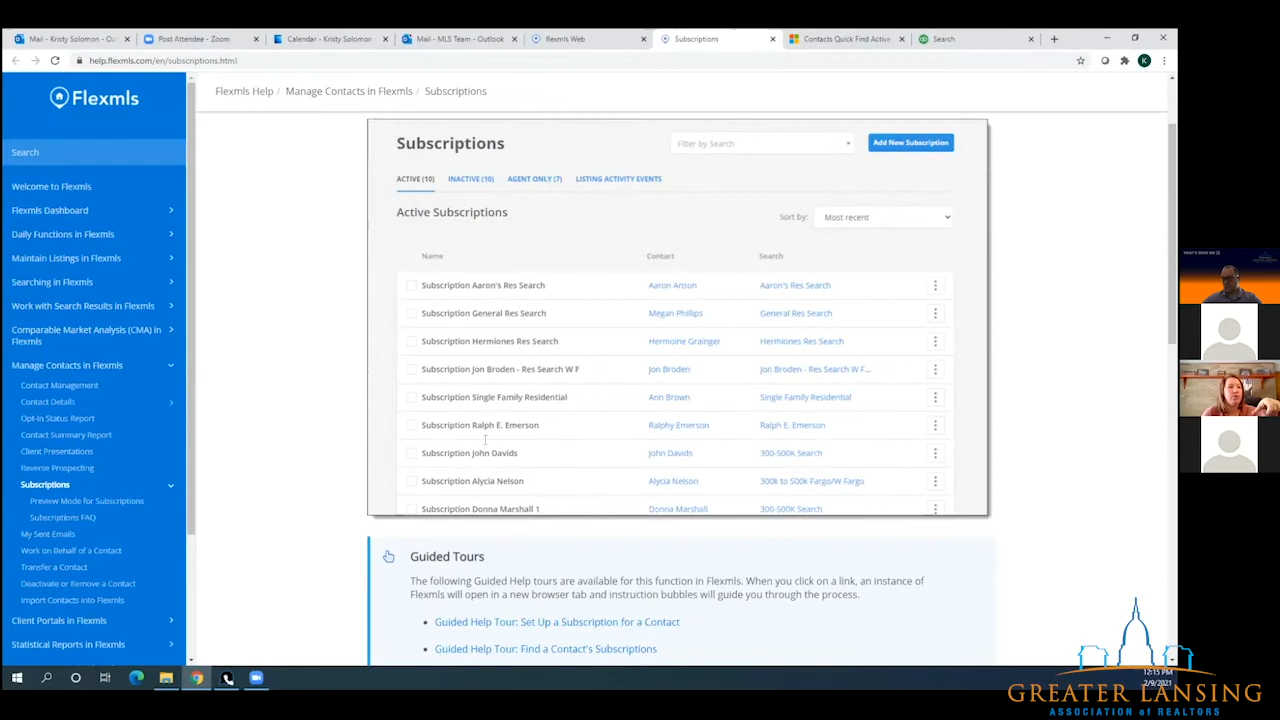 Mail - Kristy Solomon - Ou
Post Attendee - Zoom
Calendar - Kristy Solomon -
Mail - MLS Team - Outlook
flexmls Web
Subscriptions
Contacts Quick Find Active
Search
help.flexmls.com/en/subscriptions.html
K
Flexmls
Search
Welcome to Flexmls
Flexmls Dashboard
Daily Functions in Flexmls
Maintain Listings in Flexmls
Searching in Flexmls
Work with Search Results in Flexmls
Comparable Market Analysis (CMA) in
Flexmls
Manage Contacts in Flexmls
Contact Management
Contact Details
Opt-in Status Report
Contact Summary Report
Client Presentations
Reverse Prospecting
Subscriptions
Preview Mode for Subscriptions
Subscriptions FAQ
My Sent Emails
Work on Behalf of a Contact
Transfer a Contact
Deactivate or Remove a Contact
Import Contacts into Flexmls
Client Portals in Flexmls
Statistical Reports in Flexmls
Flexmls Help / Manage Contacts in Flexmls / Subscriptions
Subscriptions
Filter by Search
Add New Subscription
ACTIVE (10) INACTIVE (10) AGENT ONLY (7) LISTING ACTIVITY EVENTS
Active Subscriptions
Sort by: Most recent
Name Contact Search
Subscription Aaron's Res Search Aaron Anson Aaron's Res Search
Subscription General Res Search Megan Phillips General Res Search
Subscription Hermiones Res Search Hermoine Grainger Hermiones Res Search
Subscription Jon Broden - Res Search W F Jon Broden Jon Broden - Res Search W F...
Subscription Single Family Residential Ann Brown Single Family Residential
Subscription Ralph E. Emerson Ralphy Emerson Ralph E. Emerson
Subscription John Davids John Davids 300-500K Search
Subscription Alycia Nelson Alycia Nelson 300k to 500k Fargo/W Fargo
Subscription Donna Marshall 1 Donna Marshall 300-500K Search
Guided Tours
The following Guided Help tours are available for this function in Flexmls. When you click on a link, an instance of
Flexmls will open in a new browser tab and instruction bubbles will guide you through the process.
• Guided Help Tour: Set Up a Subscription for a Contact
• Guided Help Tour: Find a Contact's Subscriptions
12:15 PM
2/9/2021
THAT'S WHO WE
GREATER LANSING
ASSOCIATION of REALTORS